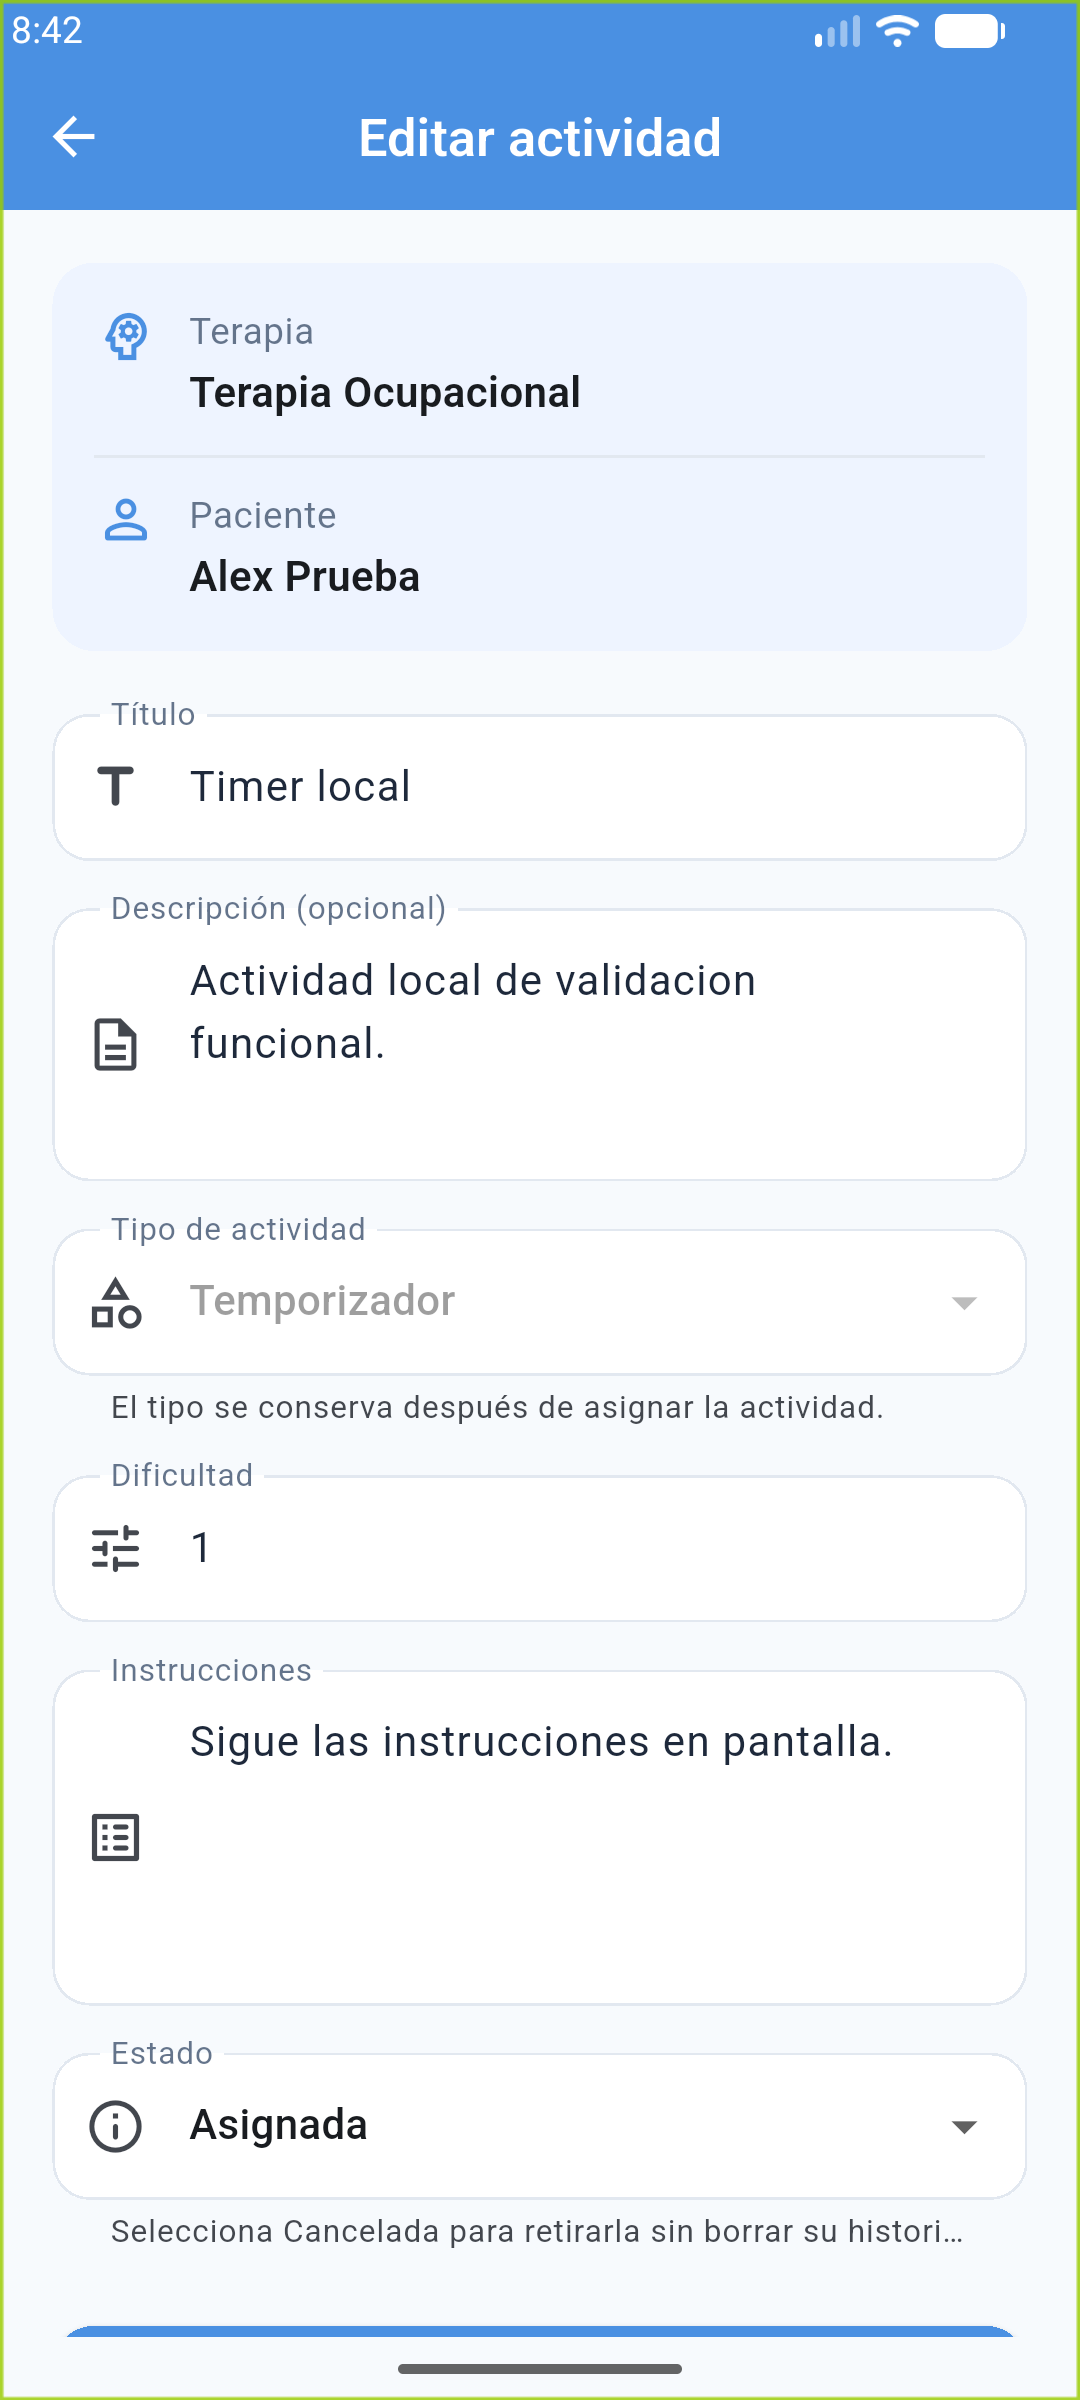 8:42
Editar actividad
Terapia
Terapia Ocupacional
Paciente
Alex Prueba
Título
Timer local
Descripción (opcional)
Actividad local de validacion
funcional.
Tipo de actividad
Temporizador
El tipo se conserva después de asignar la actividad.
Dificultad
1
Instrucciones
Sigue las instrucciones en pantalla.
Estado
Asignada
Selecciona Cancelada para retirarla sin borrar su histori…